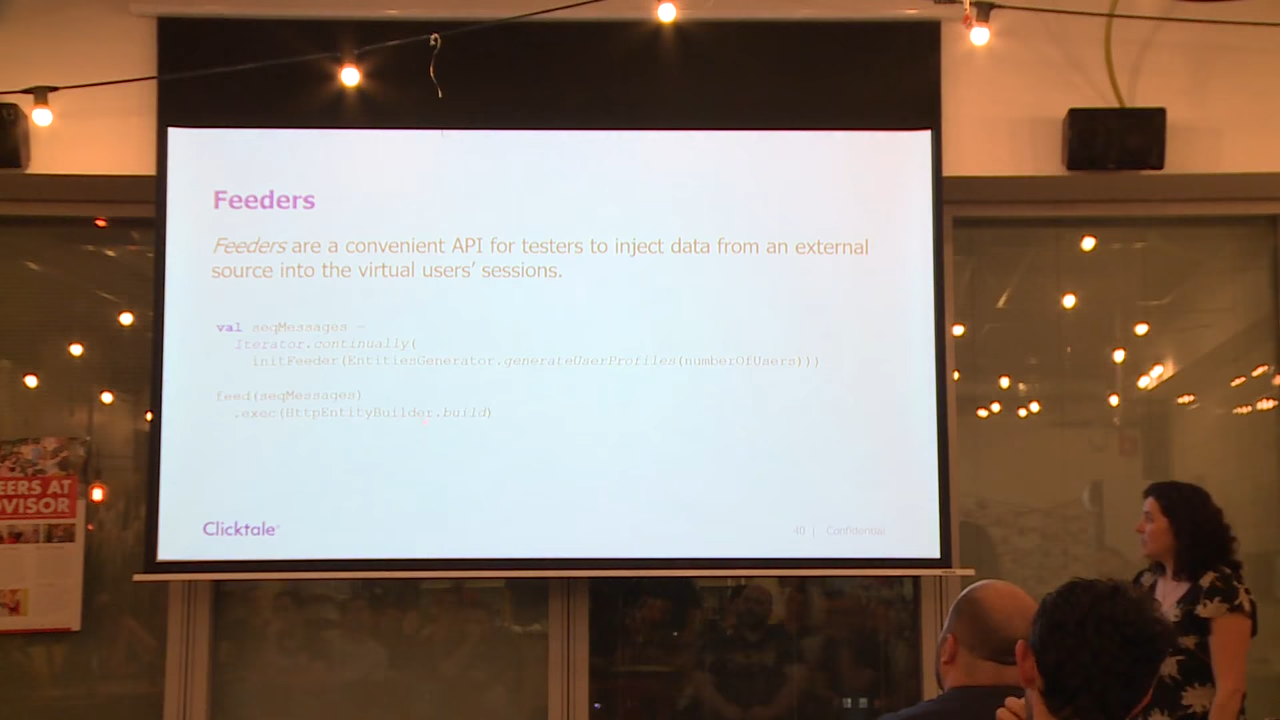 Feeders
Feeders are a convenient API for testers to inject data from an external
source into the virtual users' sessions.
val seqMessages =
Iterator.continually(
initFeeder(EntitiesGenerator.generateUserProfiles(numberOfUsers)))
feed(seqMessages)
.exec(HttpEntityBuilder.build)
Clicktale
40 | Confidential
EERS AT
VISOR